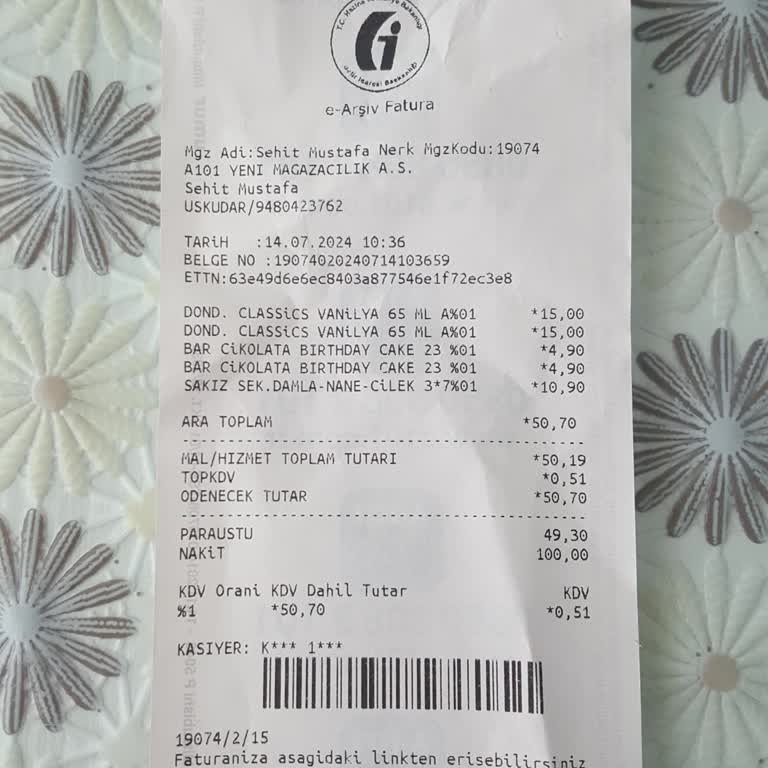 e-Arşiv Fatura
Mgz Adi:Sehit Mustafa Nerk MgzKodu:19074
A101 YENI MAGAZACILIK A.S.
Sehit Mustafa
USKUDAR/9480423762
TARiH :14.07.2024 10:36
BELGE NO :19074020240714103659
ETTN:63e49d6e6ec8403a877546e1f72ec3e8
DOND. CLASSiCS VANiLYA 65 ML A%01 *15,00
DOND. CLASSiCS VANiLYA 65 ML A%01 *15,00
BAR CiKOLATA BIRTHDAY CAKE 23 %01 *4,90
BAR CiKOLATA BIRTHDAY CAKE 23 %01 *4,90
SAKIZ SEK.DAMLA-NANE-CiLEK 3*7%01 *10,90
ARA TOPLAM *50,70
MAL/HIZMET TOPLAM TUTARI *50,19
TOPKDV *0,51
ODENECEK TUTAR *50,70
PARAUSTU 49,30
NAKiT 100,00
KDV Orani KDV Dahil Tutar KDV
%1 *50,70 *0,51
KASIYER: K*** 1***
19074/2/15
Faturaniza asagidaki linkten erisebilirsiniz